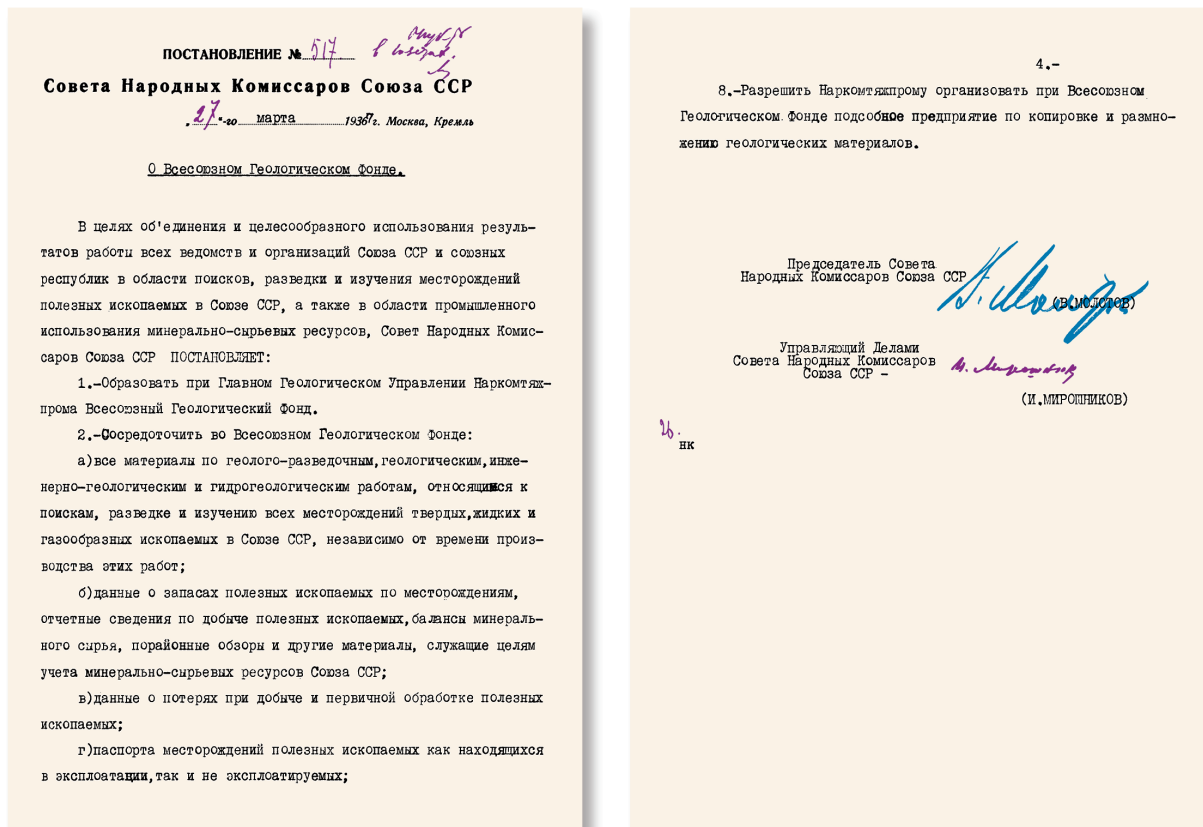 ПОСТАНОВЛЕНИЕ № 517
Совета Народных Комиссаров Союза ССР
„27"-го марта 19367г. Москва, Кремль
О Всесоюзном Геологическом Фонде.
В целях об'единения и целесообразного использования резуль-
татов работы всех ведомств и организаций Союза ССР и союзных
республик в области поисков, разведки и изучения месторождений
полезных ископаемых в Союзе ССР, а также в области промышленного
использования минерально-сырьевых ресурсов, Совет Народных Комис-
саров Союза ССР ПОСТАНОВЛЯЕТ:
1.-Образовать при Главном Геологическом Управлении Наркомтяж-
прома Всесоюзный Геологический Фонд.
2.-Сосредоточить во Всесоюзном Геологическом Фонде:
а)все материалы по геолого-разведочным,геологическим,инже-
нерно-геологическим и гидрогеологическим работам, относящимся к
поискам, разведке и изучению всех месторождений твердых,жидких и
газообразных ископаемых в Союзе ССР, независимо от времени произ-
водства этих работ;
б)данные о запасах полезных ископаемых по месторождениям,
отчетные сведения по добыче полезных ископаемых,балансы минераль-
ного сырья, порайонные обзоры и другие материалы, служащие целям
учета минерально-сырьевых ресурсов Союза ССР;
в)данные о потерях при добыче и первичной обработке полезных
ископаемых;
г)паспорта месторождений полезных ископаемых как находящихся
в эксплоатации,так и не эксплоатируемых;
4.-
8.-Разрешить Наркомтяжпрому организовать при Всесоюзном
Геологическом Фонде подсобное предприятие по копировке и размно-
жению геологических материалов.
Председатель Совета
Народных Комиссаров Союза ССР
В. Молотов
(В.МОЛОТОВ)
Управляющий Делами
Совета Народных Комиссаров
Союза ССР -
И. Мирошников
(И.МИРОШНИКОВ)
26.
нк